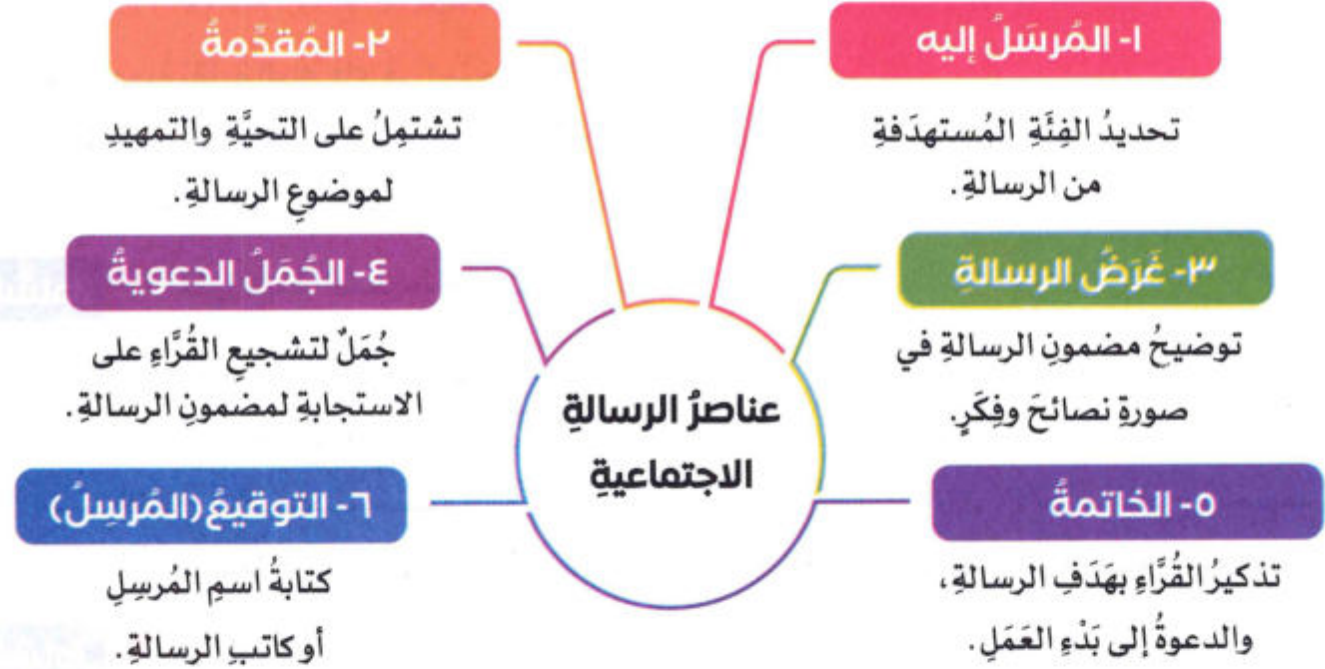 ١- المُرسَلُ إليه
تحديدُ الفِئَةِ المُستهدَفةِ
من الرسالةِ.
٢- المُقدِّمةُ
تشتمِلُ على التحيَّةِ والتمهيدِ
لموضوعِ الرسالةِ.
٣- غَرَضُ الرسالةِ
توضيحُ مضمونِ الرسالةِ في
صورةِ نصائحَ وفِكَرٍ.
٤- الجُمَلُ الدعويةُ
جُمَلٌ لتشجيعِ القُرَّاءِ على
الاستجابةِ لمضمونِ الرسالةِ.
عناصرُ الرسالةِ
الاجتماعيةِ
٥- الخاتمةُ
تذكيرُ القُرَّاءِ بهَدَفِ الرسالةِ،
والدعوةُ إلى بَدْءِ العَمَلِ.
٦- التوقيعُ (المُرسِلُ)
كتابةُ اسمِ المُرسِلِ
أو كاتبِ الرسالةِ.